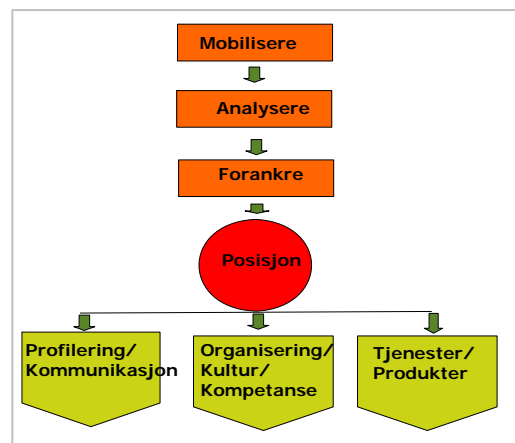 Mobilisere
Analysere
Forankre
Posisjon
Profilering/
Kommunikasjon
Organisering/
Kultur/
Kompetanse
Tjenester/
Produkter